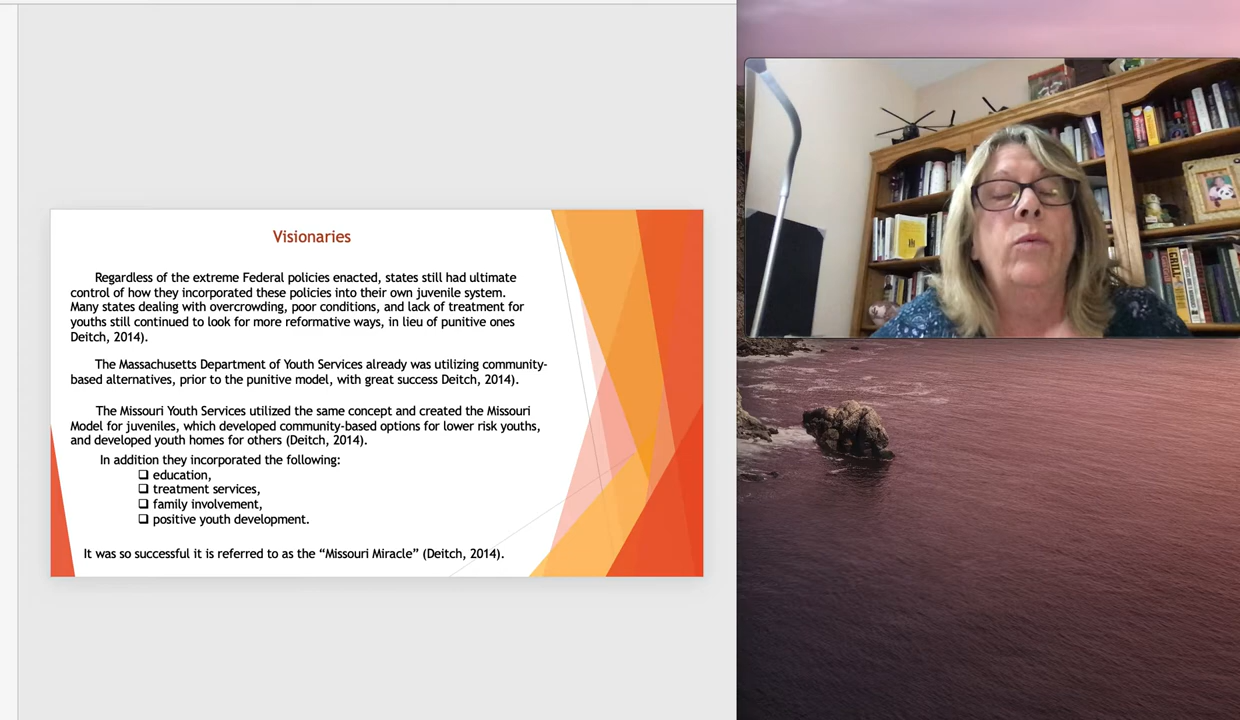 Visionaries
Regardless of the extreme Federal policies enacted, states still had ultimate
control of how they incorporated these policies into their own juvenile system.
Many states dealing with overcrowding, poor conditions, and lack of treatment for
youths still continued to look for more reformative ways, in lieu of punitive ones
Deitch, 2014).
The Massachusetts Department of Youth Services already was utilizing community-
based alternatives, prior to the punitive model, with great success Deitch, 2014).
The Missouri Youth Services utilized the same concept and created the Missouri
Model for juveniles, which developed community-based options for lower risk youths,
and developed youth homes for others (Deitch, 2014).
In addition they incorporated the following:
❑ education,
❑ treatment services,
❑ family involvement,
❑ positive youth development.
It was so successful it is referred to as the “Missouri Miracle” (Deitch, 2014).